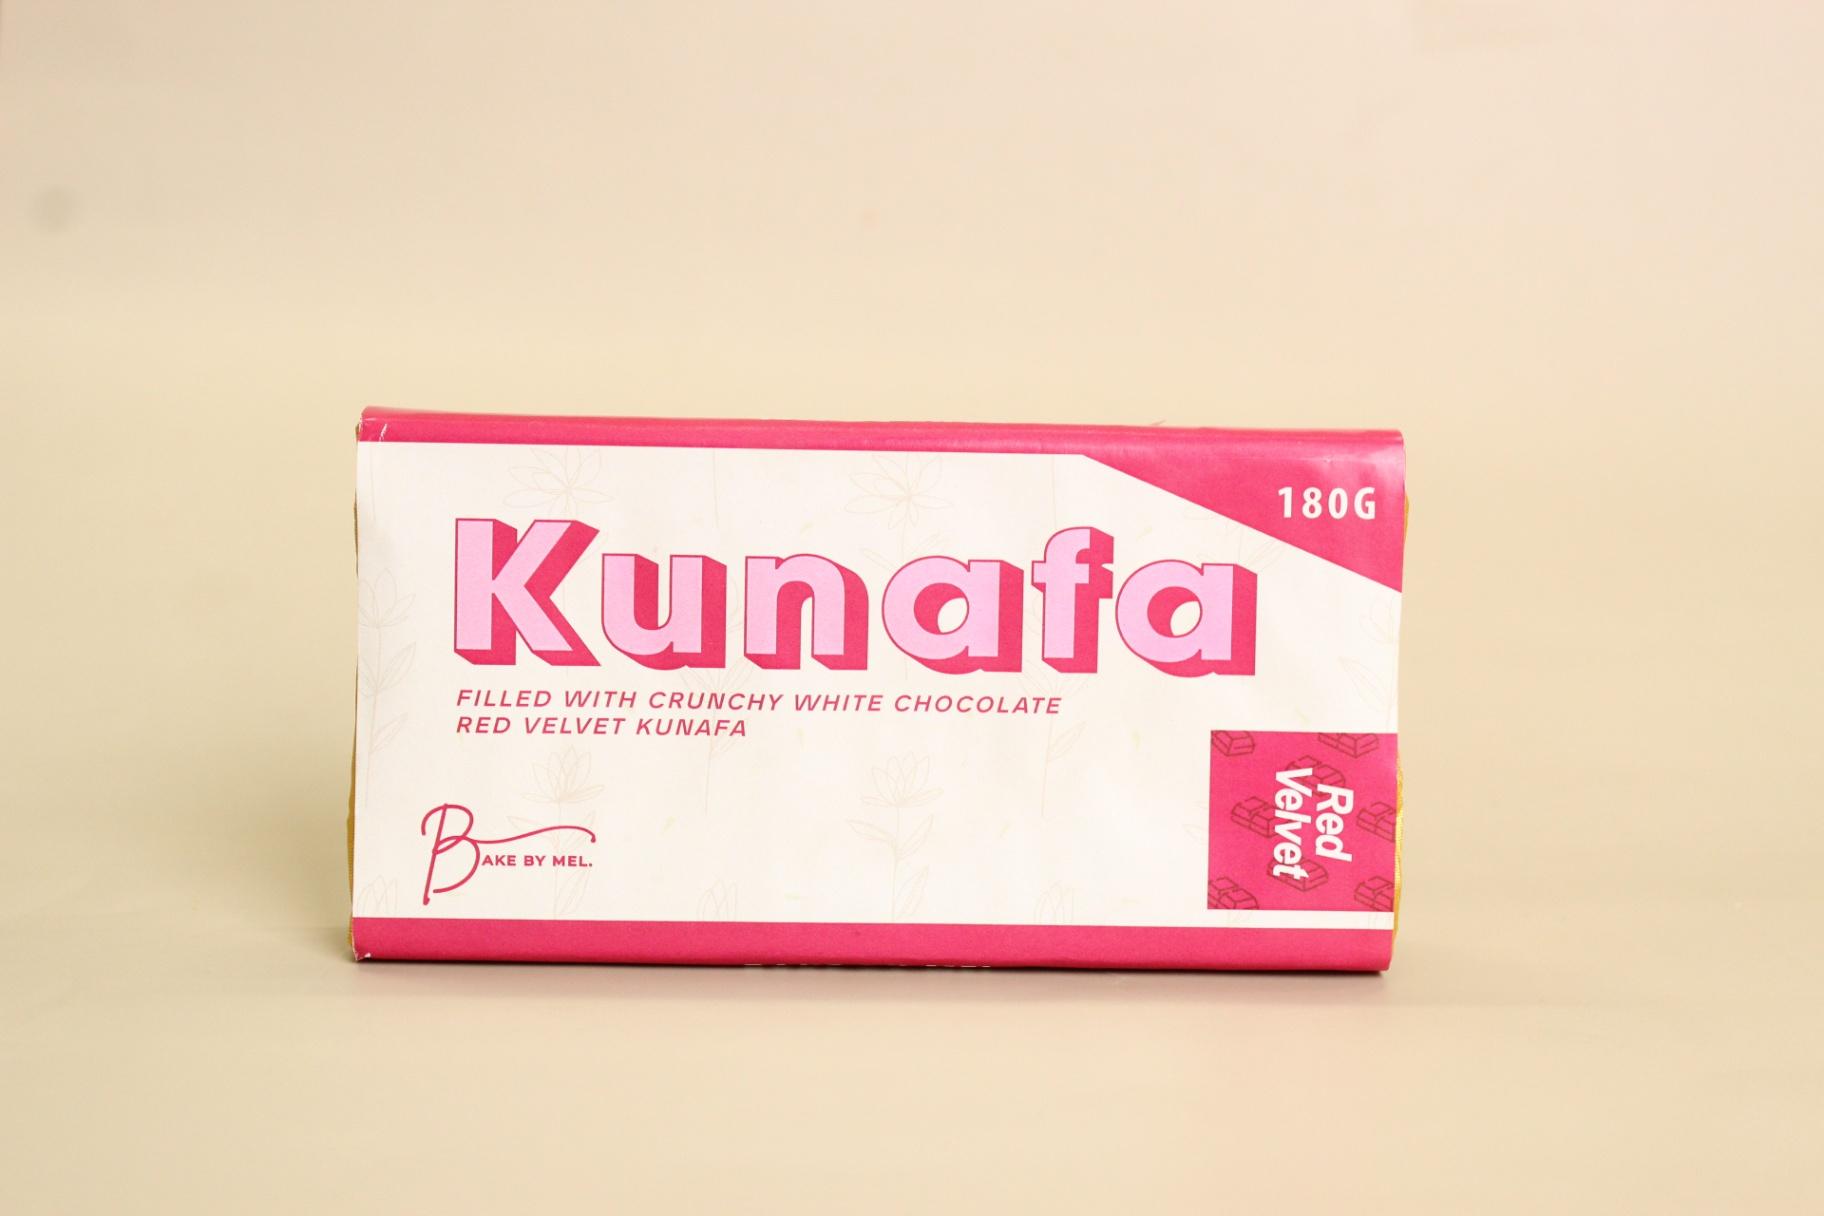 180G
Kunafa
FILLED WITH CRUNCHY WHITE CHOCOLATE
RED VELVET KUNAFA
Red
Velvet
BAKE BY MEL.